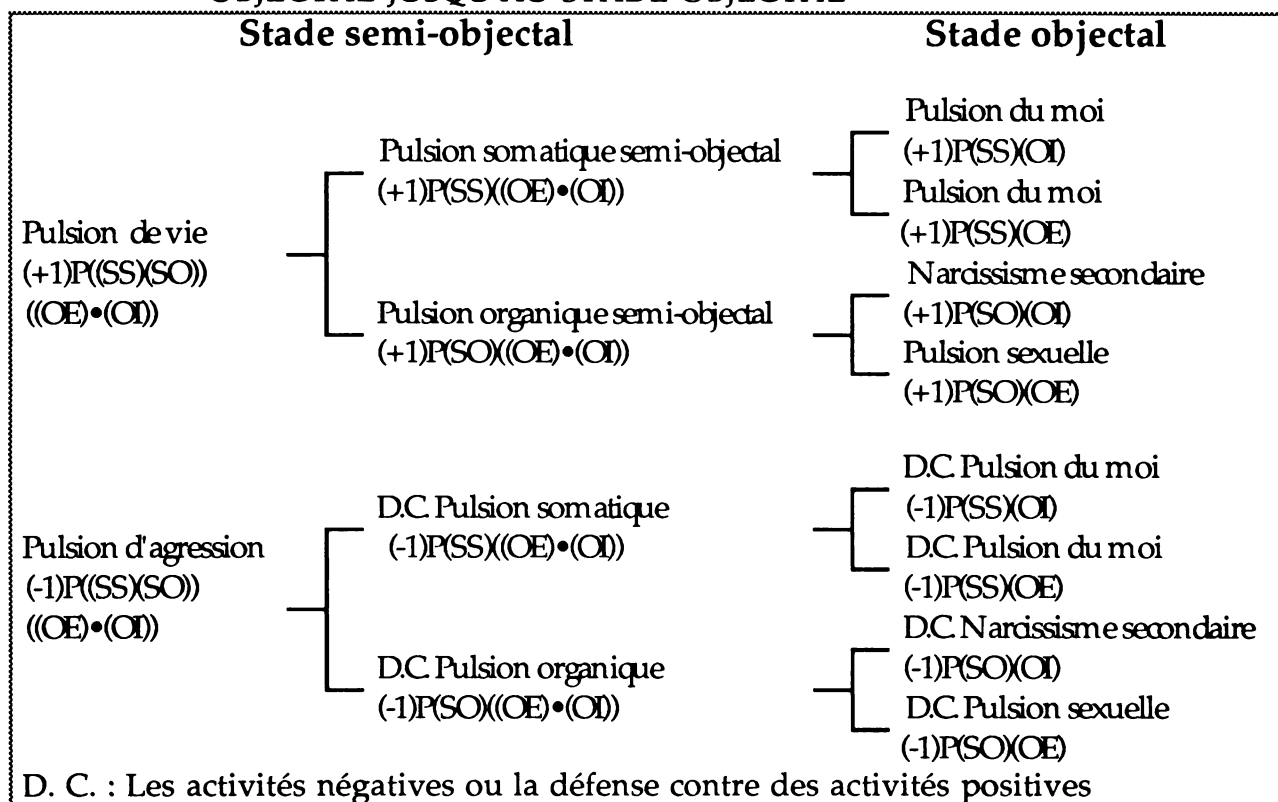 Stade semi-objectal
Stade objectal
Pulsion de vie
(+1)P((SS)(SO))
((OE)•(OI))
Pulsion somatique semi-objectal
(+1)P(SS)((OE)•(OI))
Pulsion organique semi-objectal
(+1)P(SO)((OE)•(OI))
Pulsion du moi
(+1)P(SS)(OI)
Pulsion du moi
(+1)P(SS)(OE)
Narcissisme secondaire
(+1)P(SO)(OI)
Pulsion sexuelle
(+1)P(SO)(OE)
Pulsion d'agression
(-1)P((SS)(SO))
((OE)•(OI))
D.C. Pulsion somatique
(-1)P(SS)((OE)•(OI))
D.C. Pulsion organique
(-1)P(SO)((OE)•(OI))
D.C. Pulsion du moi
(-1)P(SS)(OI)
D.C. Pulsion du moi
(-1)P(SS)(OE)
D.C. Narcissisme secondaire
(-1)P(SO)(OI)
D.C. Pulsion sexuelle
(-1)P(SO)(OE)
D. C. : Les activités négatives ou la défense contre des activités positives